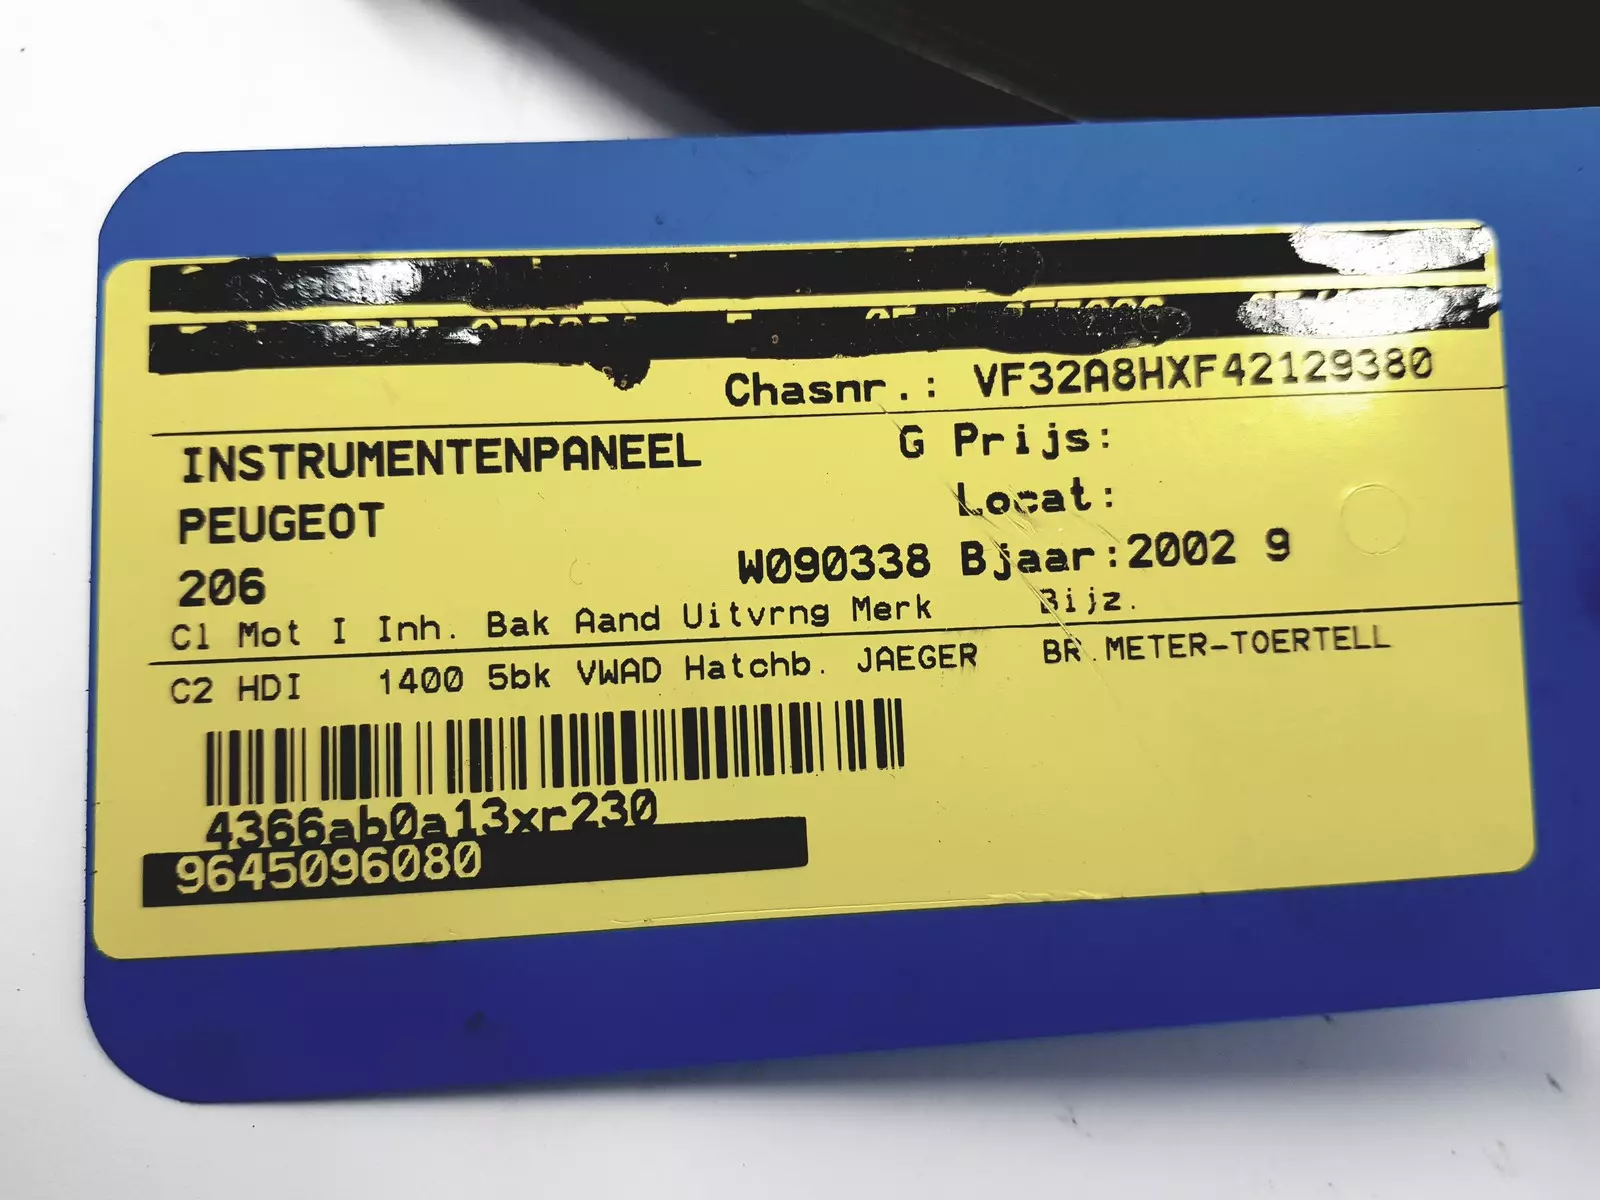 Chasnr.: VF32A8HXF42129380
INSTRUMENTENPANEEL G Prijs:
PEUGEOT Locat:
206 W090338 Bjaar:2002 9
Cl Mot I Inh. Bak Aand Uitvrng Merk Bijz.
C2 HDI 1400 5bk VWAD Hatchb. JAEGER BR.METER-TOERTELL
4366ab0a13xr230
9645096080